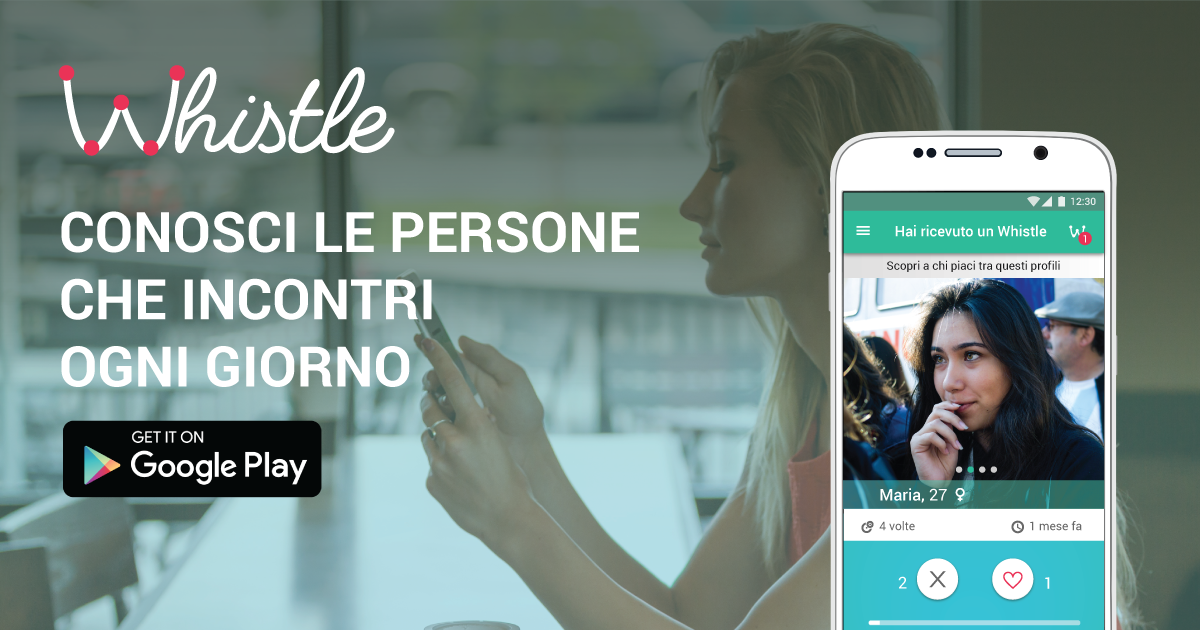 Whistle
CONOSCI LE PERSONE
CHE INCONTRI
OGNI GIORNO
GET IT ON
Google Play
12:30
Hai ricevuto un Whistle
1
Scopri a chi piaci tra questi profili
Maria, 27 ♀
4 volte
1 mese fa
2
1